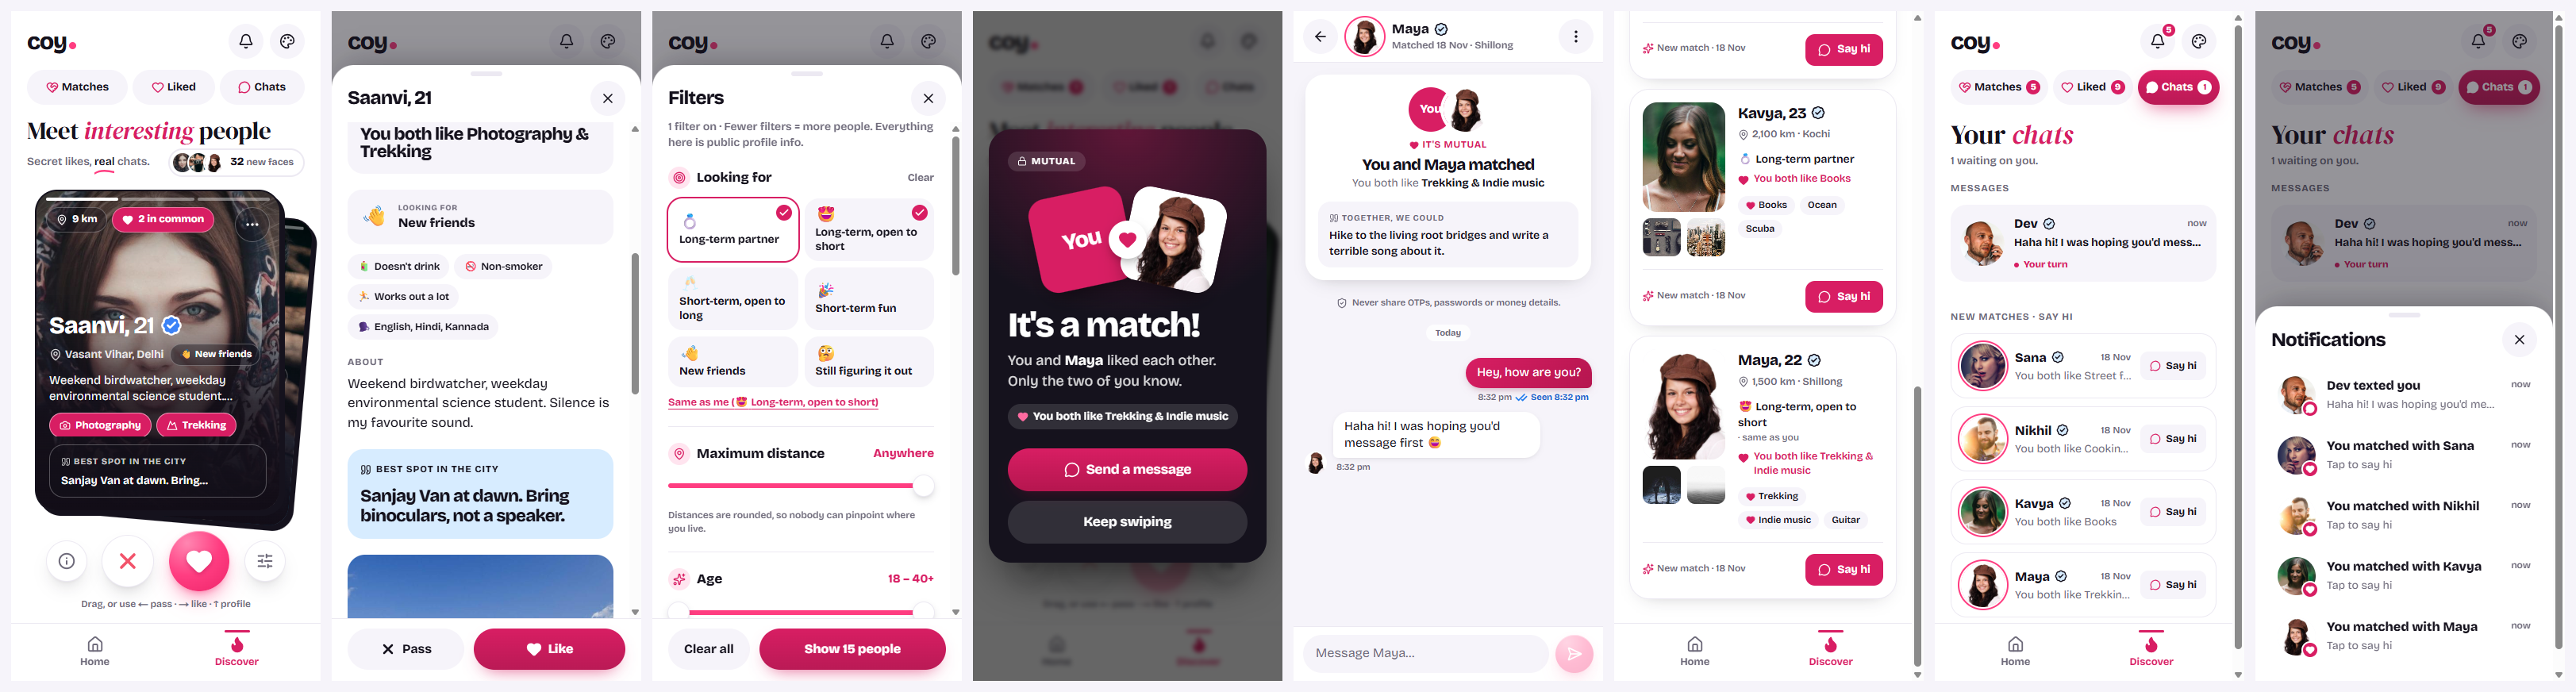 coy.
Matches
Liked
Chats
Meet interesting people
Secret likes, real chats.
32 new faces
9 km
2 in common
Saanvi, 21
Vasant Vihar, Delhi
New friends
Weekend birdwatcher, weekday
environmental science student....
Photography
Trekking
BEST SPOT IN THE CITY
Sanjay Van at dawn. Bring...
Drag, or use ← pass · → like · ↑ profile
Home
Discover
coy.
Saanvi, 21
You both like Photography &
Trekking
LOOKING FOR
New friends
Doesn't drink
Non-smoker
Works out a lot
English, Hindi, Kannada
ABOUT
Weekend birdwatcher, weekday
environmental science student. Silence is
my favourite sound.
BEST SPOT IN THE CITY
Sanjay Van at dawn. Bring
binoculars, not a speaker.
Pass
Like
coy.
Filters
1 filter on · Fewer filters = more people. Everything
here is public profile info.
Looking for
Clear
Long-term partner
Long-term, open to
short
Short-term, open to
long
Short-term fun
New friends
Still figuring it out
Same as me (😍 Long-term, open to short)
Maximum distance
Anywhere
Distances are rounded, so nobody can pinpoint where
you live.
Age
18 – 40+
Clear all
Show 15 people
coy.
Matches
Liked
Chats
MUTUAL
You
It's a match!
You and Maya liked each other.
Only the two of you know.
You both like Trekking & Indie music
Send a message
Keep swiping
Drag, or use ← pass · → like · ↑ profile
Home
Discover
Maya
Matched 18 Nov · Shillong
You
IT'S MUTUAL
You and Maya matched
You both like Trekking & Indie music
TOGETHER, WE COULD
Hike to the living root bridges and write a
terrible song about it.
Never share OTPs, passwords or money details.
Today
Hey, how are you?
8:32 pm Seen 8:32 pm
Haha hi! I was hoping you'd
message first 😄
8:32 pm
Message Maya...
New match · 18 Nov
Say hi
Kavya, 23
2,100 km · Kochi
Long-term partner
You both like Books
Books
Ocean
Scuba
New match · 18 Nov
Say hi
Maya, 22
1,500 km · Shillong
Long-term, open to
short
· same as you
You both like Trekking &
Indie music
Trekking
Indie music
Guitar
New match · 18 Nov
Say hi
Home
Discover
coy.
5
Matches 5
Liked 9
Chats 1
Your chats
1 waiting on you.
MESSAGES
Dev
now
Haha hi! I was hoping you'd mess...
Your turn
NEW MATCHES · SAY HI
Sana
18 Nov
You both like Street f...
Say hi
Nikhil
18 Nov
You both like Cookin...
Say hi
Kavya
18 Nov
You both like Books
Say hi
Maya
18 Nov
You both like Trekkin...
Say hi
Home
Discover
coy.
5
Matches 5
Liked 9
Chats 1
Your chats
1 waiting on you.
MESSAGES
Dev
now
Haha hi! I was hoping you'd mess...
Your turn
Notifications
Dev texted you
now
Haha hi! I was hoping you'd me...
You matched with Sana
now
Tap to say hi
You matched with Nikhil
now
Tap to say hi
You matched with Kavya
now
Tap to say hi
You matched with Maya
now
Tap to say hi